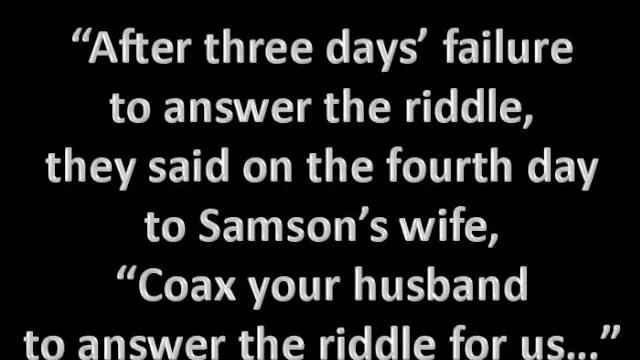 “After three days’ failure
to answer the riddle,
they said on the fourth day
to Samson’s wife,
“Coax your husband
to answer the riddle for us...”